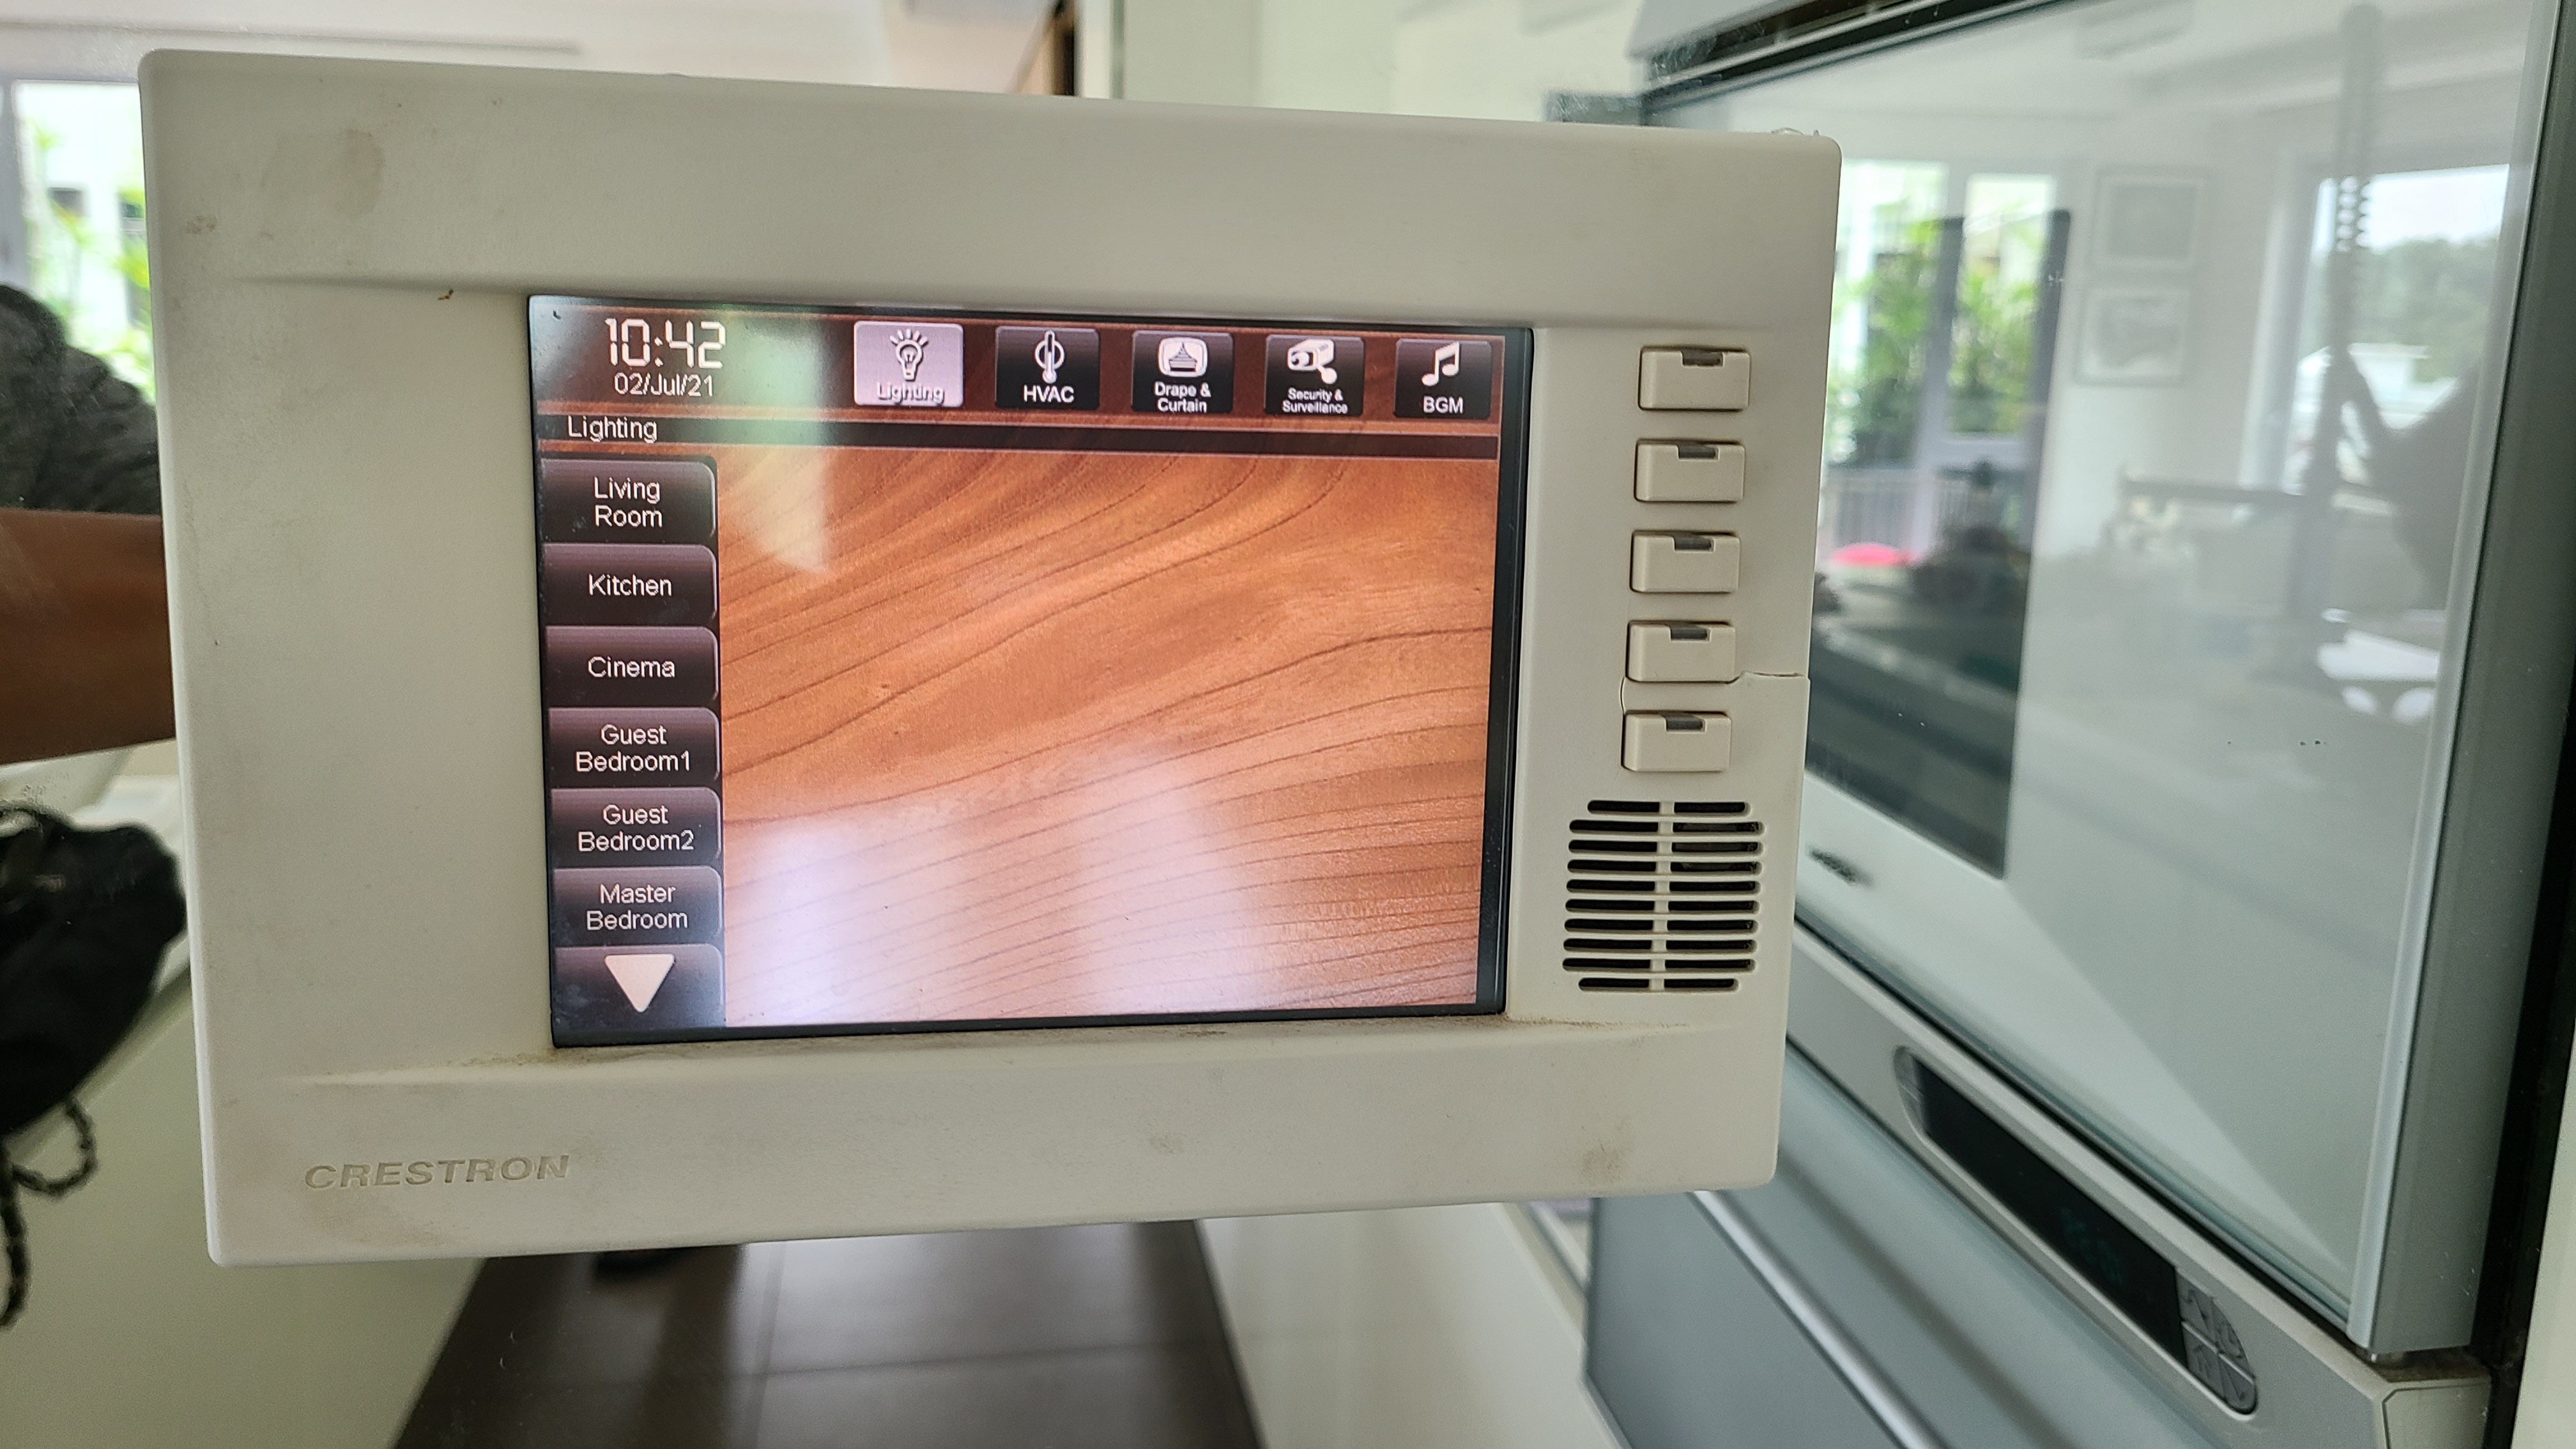 10:42
02/Jul/21
Lighting
HVAC
Drape &
Curtain
Security &
Surveillance
BGM
Lighting
Living
Room
Kitchen
Cinema
Guest
Bedroom1
Guest
Bedroom2
Master
Bedroom
CRESTRON